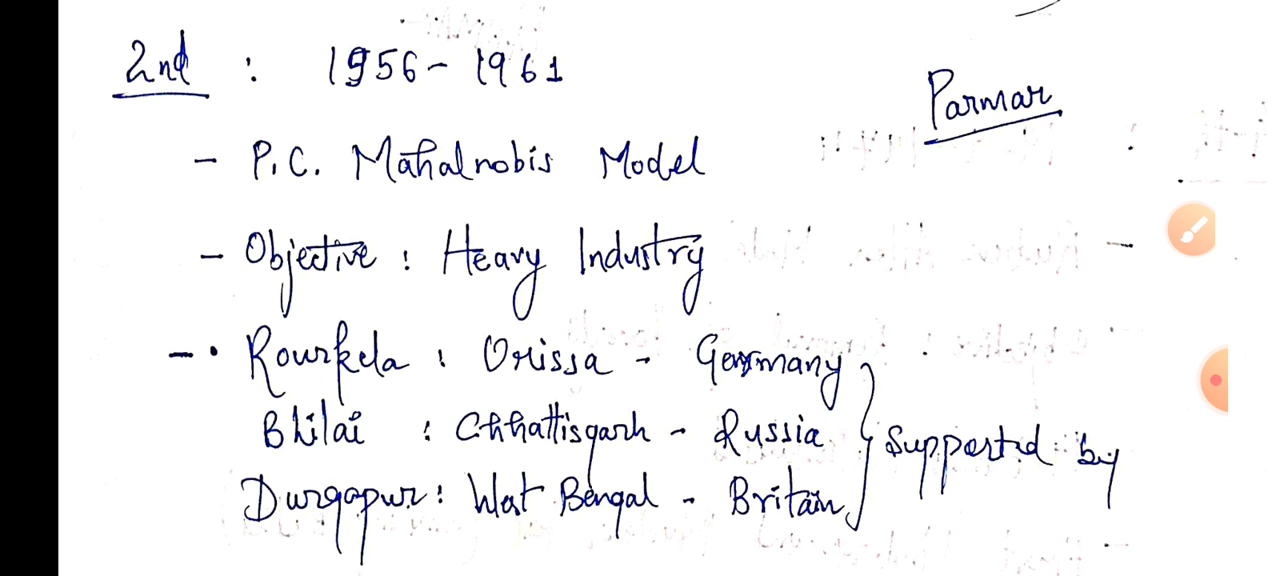 2nd : 1956 - 1961
Parmar
- P.C. Mahalnobis Model
- Objective : Heavy Industry
- • Rourkela : Orissa - Germany
Bhilai : Chhattisgarh - Russia
Durgapur : West Bengal - Britain
} Supported by